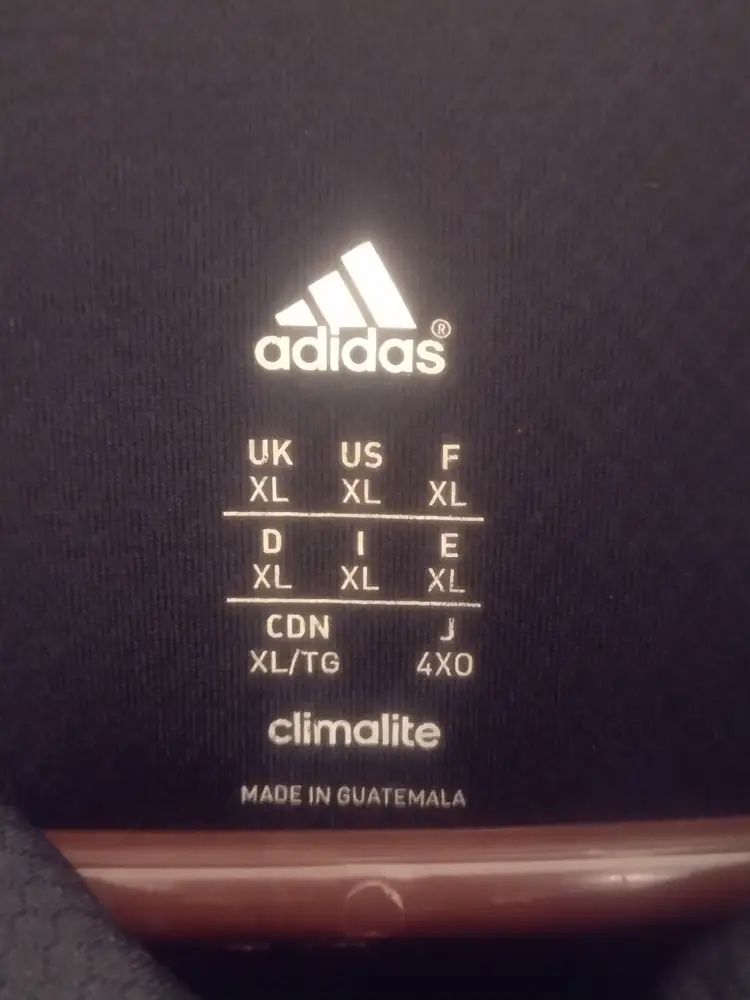 adidas®
UK US F
XL XL XL
D I E
XL XL XL
CDN J
XL/TG 4XO
climalite
MADE IN GUATEMALA